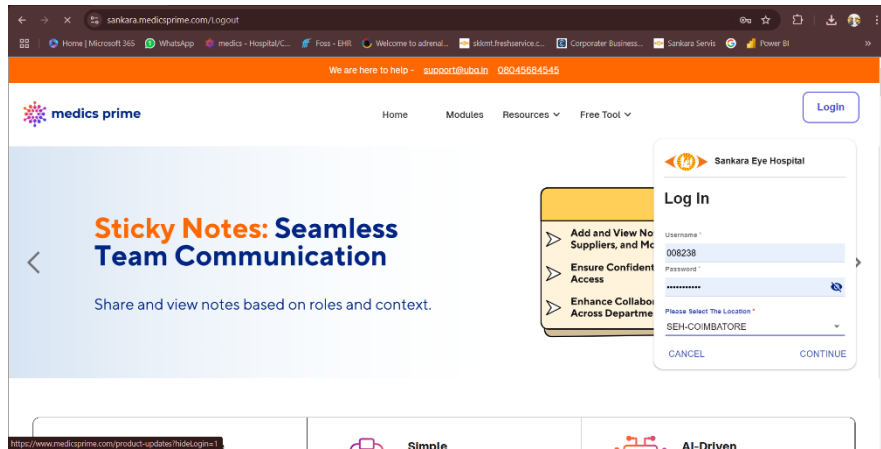 sankara.medicsprime.com/Logout
Home | Microsoft 365 WhatsApp medics - Hospital/C... Foss - EHR Welcome to adrenal... skkmt.freshservice.c... Corporater Business... Sankara Servis Power BI »
We are here to help - support@ubq.in 08045684545
medics prime
Home Modules Resources Free Tool Login
Sankara Eye Hospital
Log In
Username *
008238
Password *
Please Select The Location *
SEH-COIMBATORE
CANCEL CONTINUE
Sticky Notes: Seamless
Team Communication
Share and view notes based on roles and context.
Add and View No
Suppliers, and Mo
Ensure Confident
Access
Enhance Collabor
Across Departme
https://www.medicsprime.com/product-updates?hideLogin=1
Simple
AI-Driven